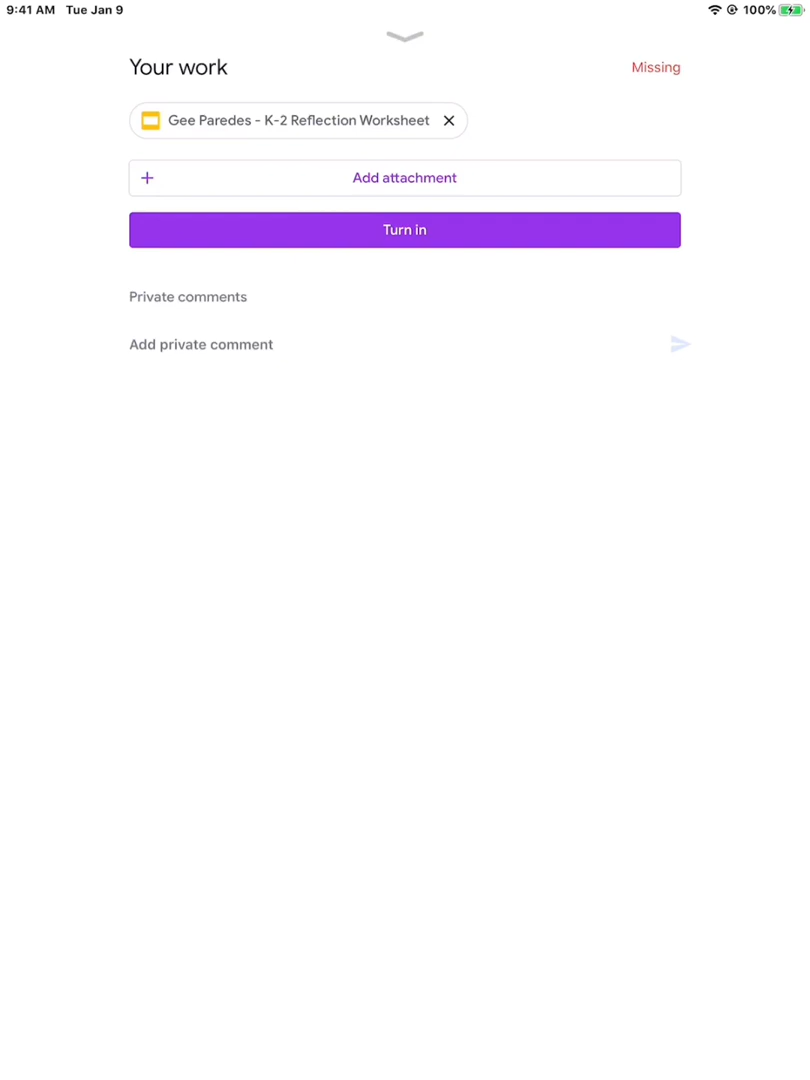 9:41 AM Tue Jan 9
100%
Your work
Missing
Gee Paredes - K-2 Reflection Worksheet
Add attachment
Turn in
Private comments
Add private comment